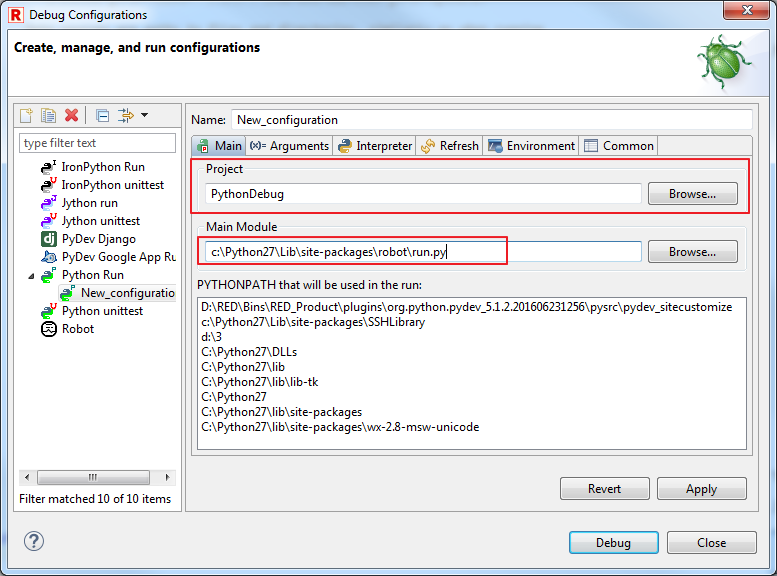 R Debug Configurations
Create, manage, and run configurations
type filter text
IronPython Run
IronPython unittest
Jython run
Jython unittest
dj PyDev Django
PyDev Google App Ru
Python Run
New_configuratio
Python unittest
Robot
Filter matched 10 of 10 items
Name: New_configuration
Main (x)= Arguments Interpreter Refresh Environment Common
Project
PythonDebug Browse...
Main Module
c:\Python27\Lib\site-packages\robot\run.py Browse...
PYTHONPATH that will be used in the run:
D:\RED\Bins\RED_Product\plugins\org.python.pydev_5.1.2.201606231256\pysrc\pydev_sitecustomize
c:\Python27\Lib\site-packages\SSHLibrary
d:\3
C:\Python27\DLLs
C:\Python27\lib
C:\Python27\lib\lib-tk
C:\Python27
C:\Python27\lib\site-packages
C:\Python27\lib\site-packages\wx-2.8-msw-unicode
Revert Apply
? Debug Close